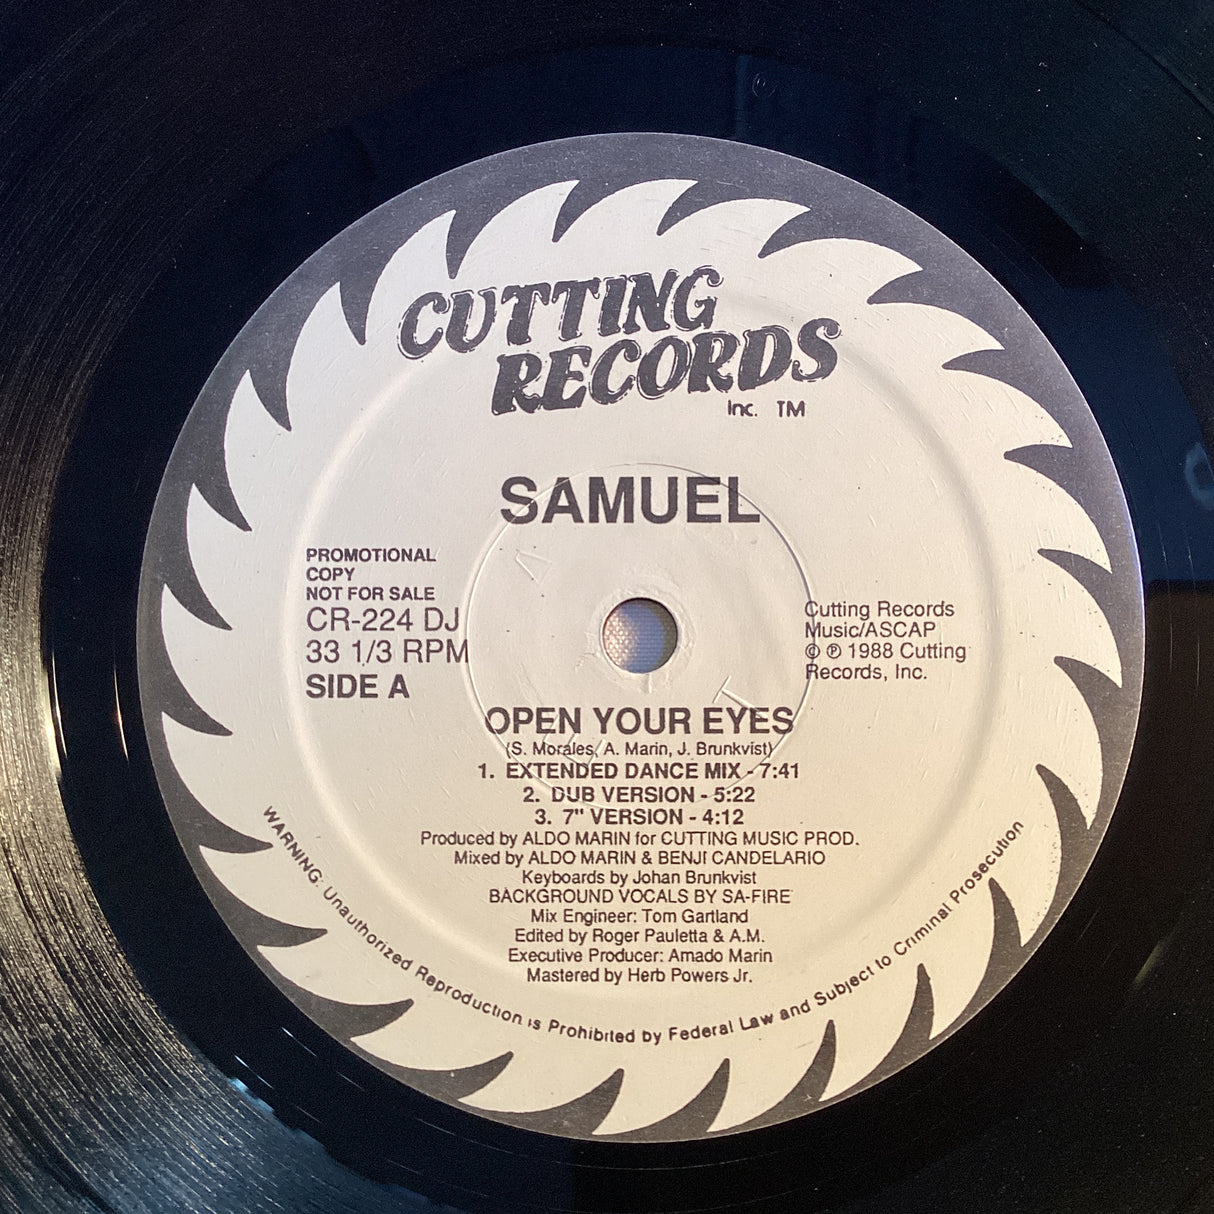 CUTTING
RECORDS
Inc. TM
SAMUEL
PROMOTIONAL
COPY
NOT FOR SALE
CR-224 DJ
33 1/3 RPM
SIDE A
Cutting Records
Music/ASCAP
© ℗ 1988 Cutting
Records, Inc.
OPEN YOUR EYES
(S. Morales, A. Marin, J. Brunkvist)
1. EXTENDED DANCE MIX - 7:41
2. DUB VERSION - 5:22
3. 7" VERSION - 4:12
Produced by ALDO MARIN for CUTTING MUSIC PROD.
Mixed by ALDO MARIN & BENJI CANDELARIO
Keyboards by Johan Brunkvist
BACKGROUND VOCALS BY SA-FIRE
Mix Engineer: Tom Gartland
Edited by Roger Pauletta & A.M.
Executive Producer: Amado Marin
Mastered by Herb Powers Jr.
WARNING: Unauthorized Reproduction is Prohibited by Federal Law and Subject to Criminal Prosecution